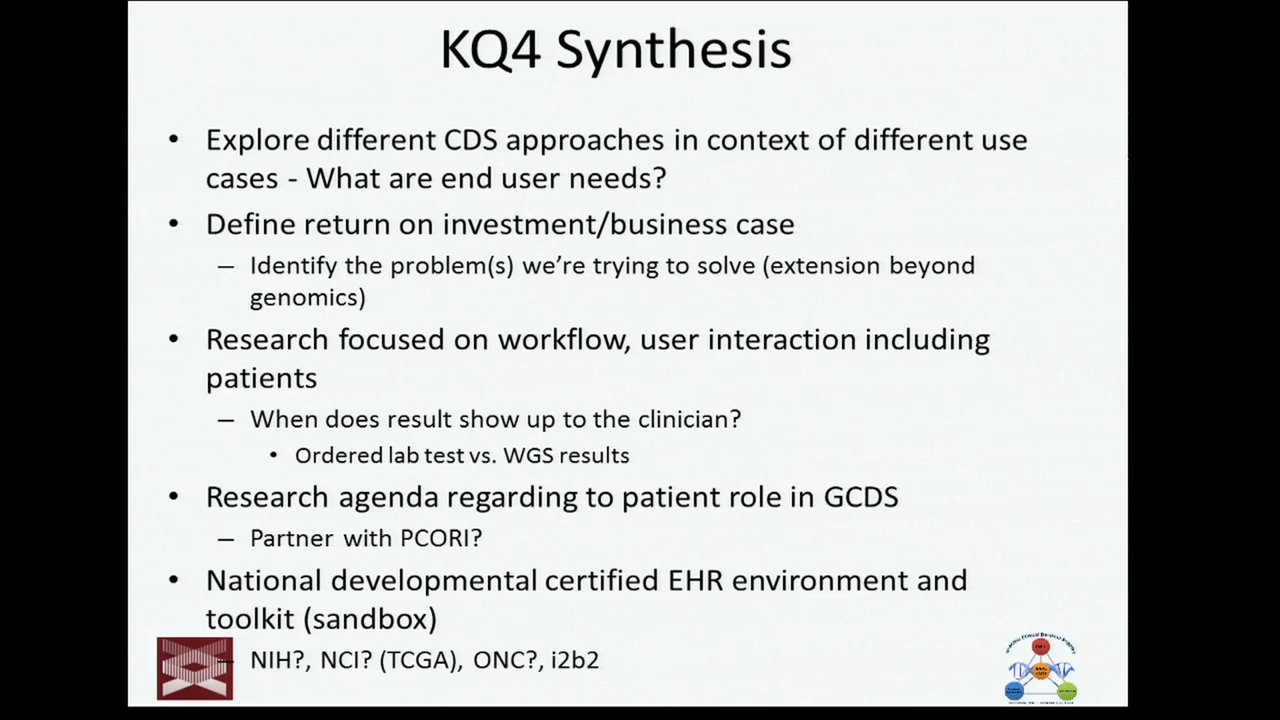 KQ4 Synthesis
• Explore different CDS approaches in context of different use
cases - What are end user needs?
• Define return on investment/business case
– Identify the problem(s) we’re trying to solve (extension beyond
genomics)
• Research focused on workflow, user interaction including
patients
– When does result show up to the clinician?
• Ordered lab test vs. WGS results
• Research agenda regarding to patient role in GCDS
– Partner with PCORI?
• National developmental certified EHR environment and
toolkit (sandbox)
– NIH?, NCI? (TCGA), ONC?, i2b2